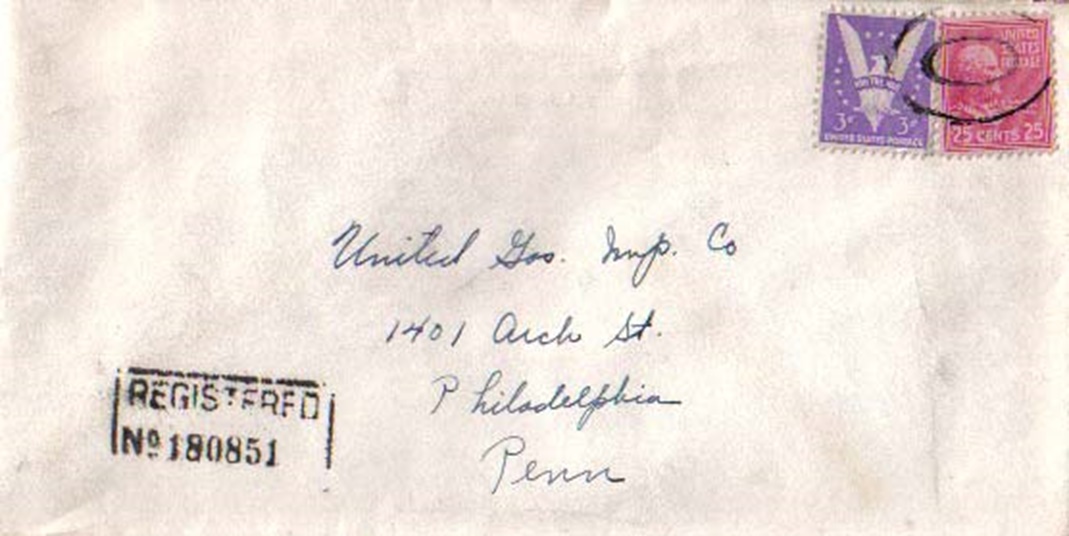 UNITED
STATES
POSTAGE
3¢ 3¢
UNITED STATES POSTAGE
25 CENTS 25
United Gas. Imp. Co
1401 Arch St.
Philadelphia
Penn
REGISTERED
No 180851